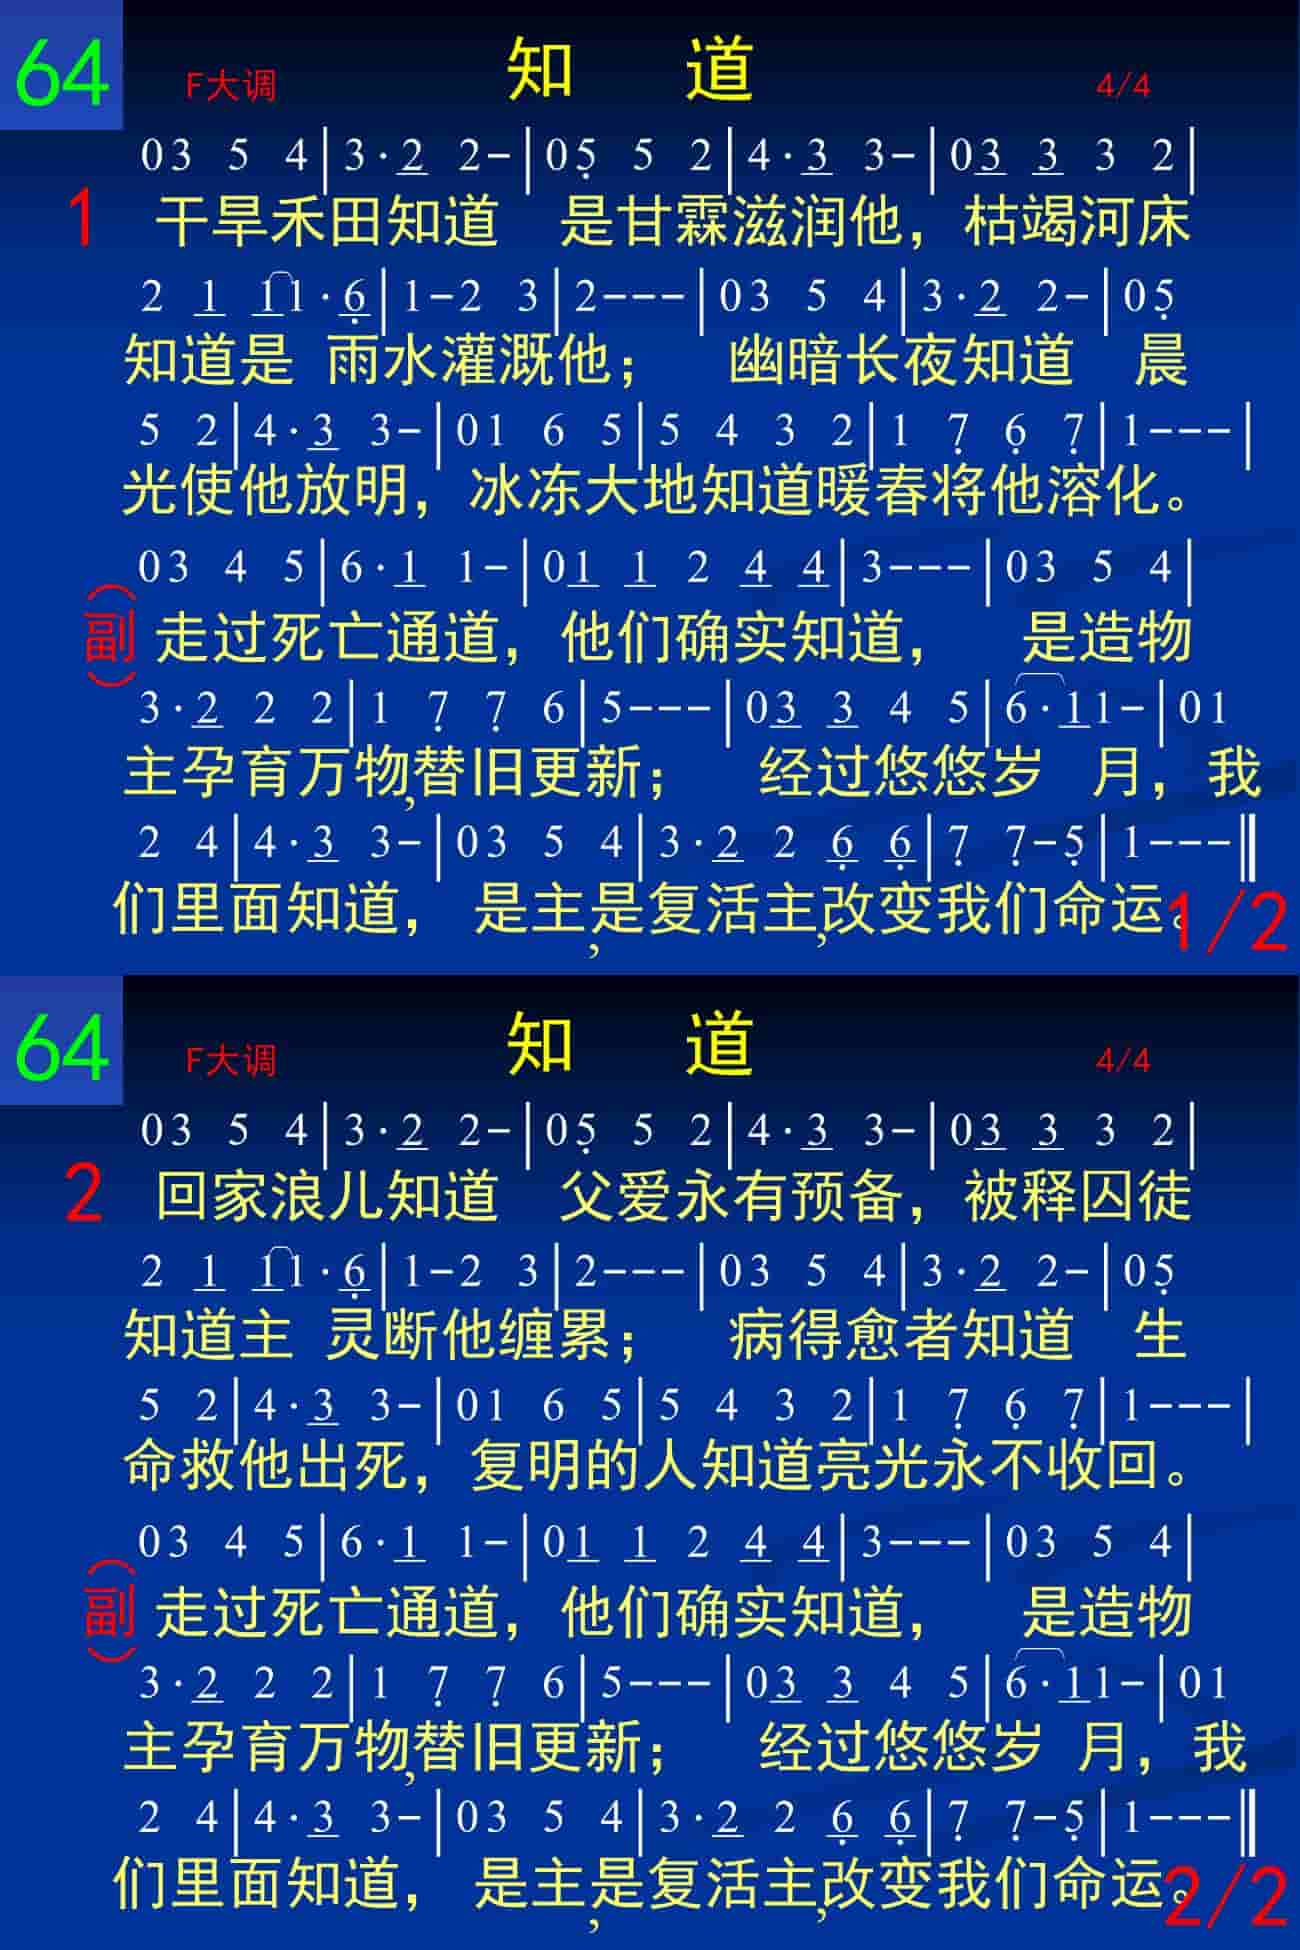 64 F大调 知 道 4/4
03 5 4|3·2 2-|05 5 2|4·3 3-|03 3 3 2|
1 干旱禾田知道 是甘霖滋润他，枯竭河床
2 1 11·6|1-2 3|2---|03 5 4|3·2 2-|05
知道是 雨水灌溉他； 幽暗长夜知道 晨
5 2|4·3 3-|01 6 5|5 4 3 2|1 7 6 7|1---|
光使他放明，冰冻大地知道暖春将他溶化。
03 4 5|6·1 1-|01 1 2 4 4|3---|03 5 4|
（副） 走过死亡通道，他们确实知道， 是造物
3·2 2 2|1 7 7 6|5---|03 3 4 5|6·11-|01
主孕育万物,替旧更新； 经过悠悠岁 月，我
2 4|4·3 3-|03 5 4|3·2 2 6 6|7 7-5|1---‖
们里面知道， 是主,是复活主,改变我们命运。
1/2
64 F大调 知 道 4/4
03 5 4|3·2 2-|05 5 2|4·3 3-|03 3 3 2|
2 回家浪儿知道 父爱永有预备，被释囚徒
2 1 11·6|1-2 3|2---|03 5 4|3·2 2-|05
知道主 灵断他缠累； 病得愈者知道 生
5 2|4·3 3-|01 6 5|5 4 3 2|1 7 6 7|1---|
命救他出死，复明的人知道亮光永不收回。
03 4 5|6·1 1-|01 1 2 4 4|3---|03 5 4|
（副） 走过死亡通道，他们确实知道， 是造物
3·2 2 2|1 7 7 6|5---|03 3 4 5|6·11-|01
主孕育万物,替旧更新； 经过悠悠岁 月，我
2 4|4·3 3-|03 5 4|3·2 2 6 6|7 7-5|1---‖
们里面知道， 是主,是复活主,改变我们命运。
2/2